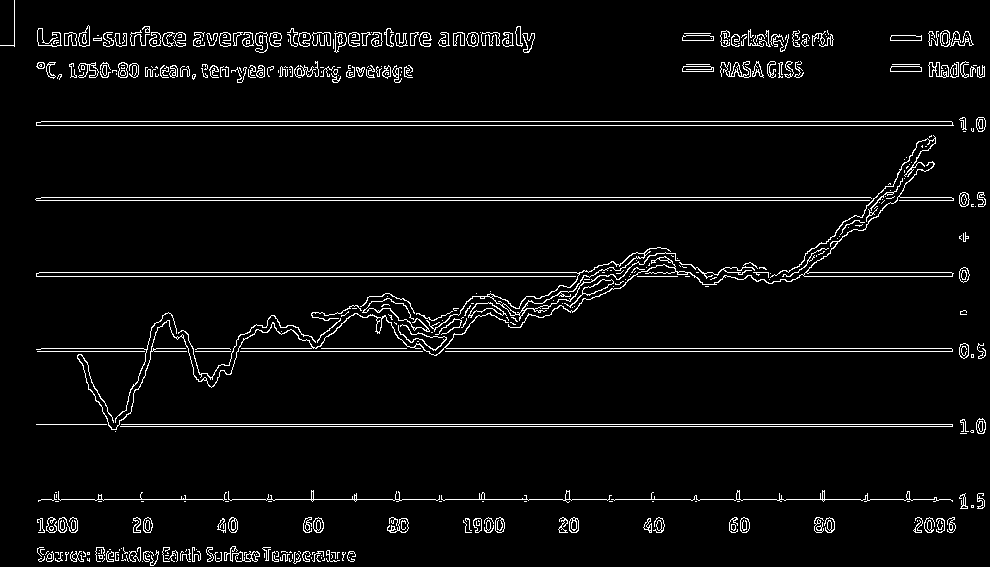 Land-surface average temperature anomaly
°C, 1950-80 mean, ten-year moving average
Berkeley Earth NOAA
NASA GISS HadCru
1.0
0.5
+
0
-
0.5
1.0
1.5
1800 20 40 60 80 1900 20 40 60 80 2006
Source: Berkeley Earth Surface Temperature